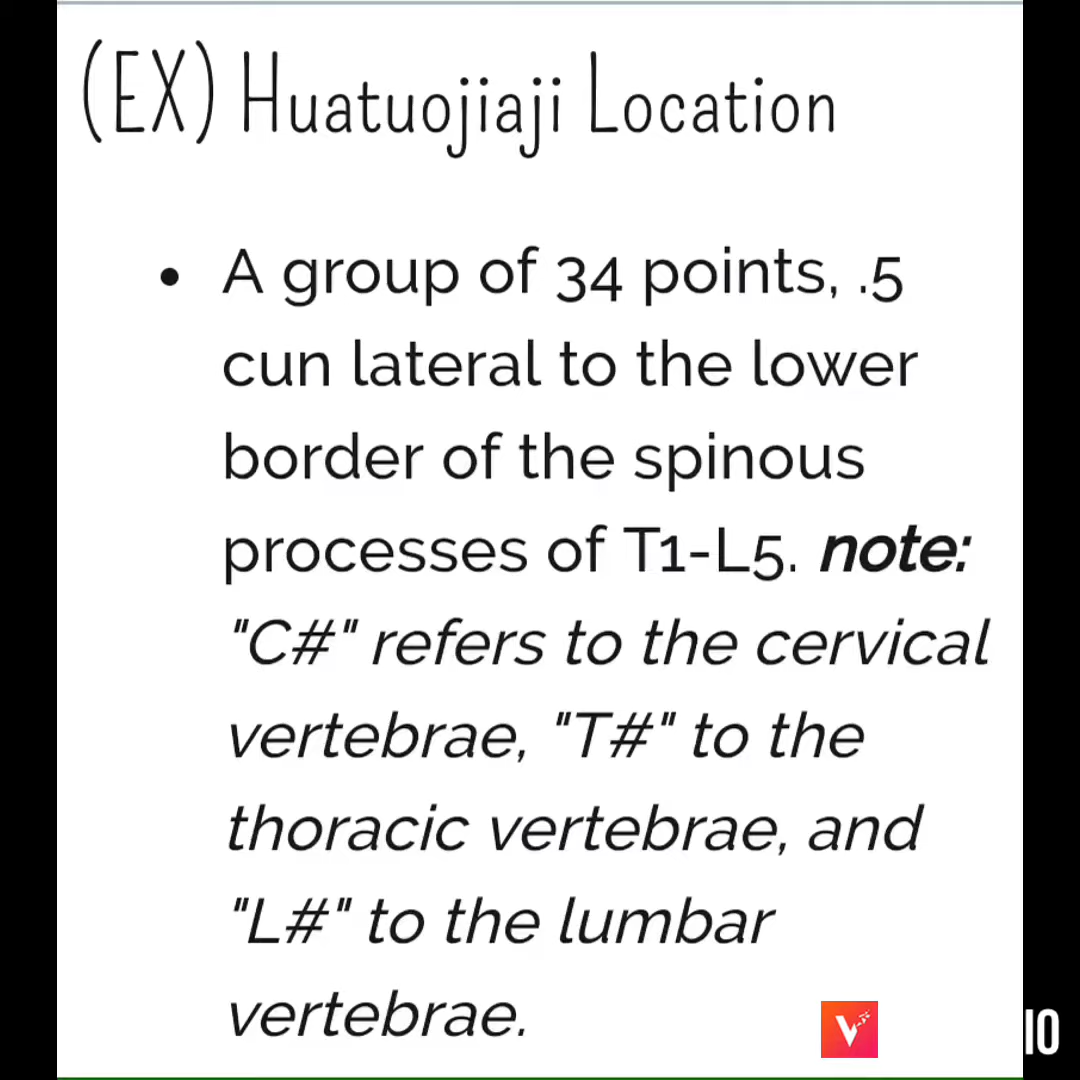 (EX) Huatuojiaji Location
• A group of 34 points, .5
cun lateral to the lower
border of the spinous
processes of T1-L5. note:
"C#" refers to the cervical
vertebrae, "T#" to the
thoracic vertebrae, and
"L#" to the lumbar
vertebrae.
V
10